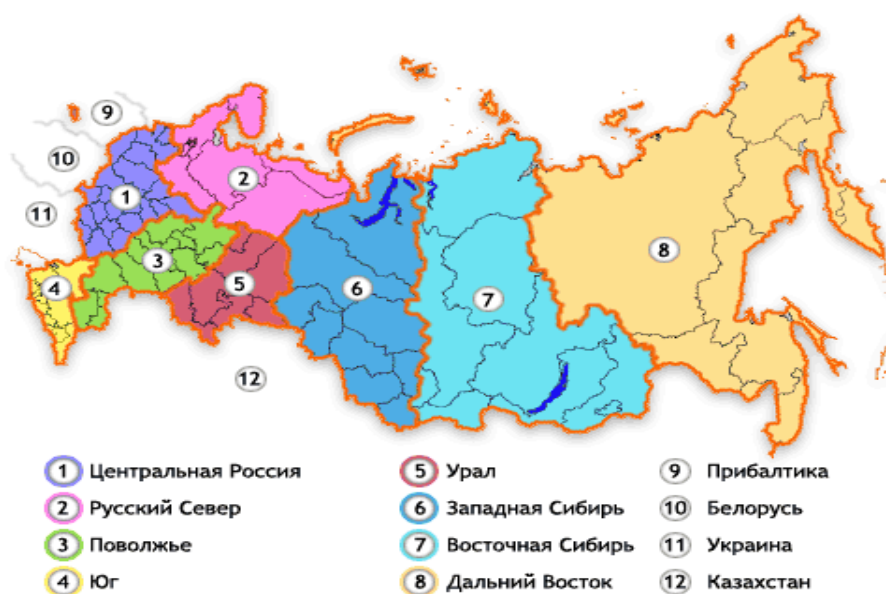 9
10
11
1
2
3
4
5
6
7
8
12
1 Центральная Россия
2 Русский Север
3 Поволжье
4 Юг
5 Урал
6 Западная Сибирь
7 Восточная Сибирь
8 Дальний Восток
9 Прибалтика
10 Белорусь
11 Украина
12 Казахстан